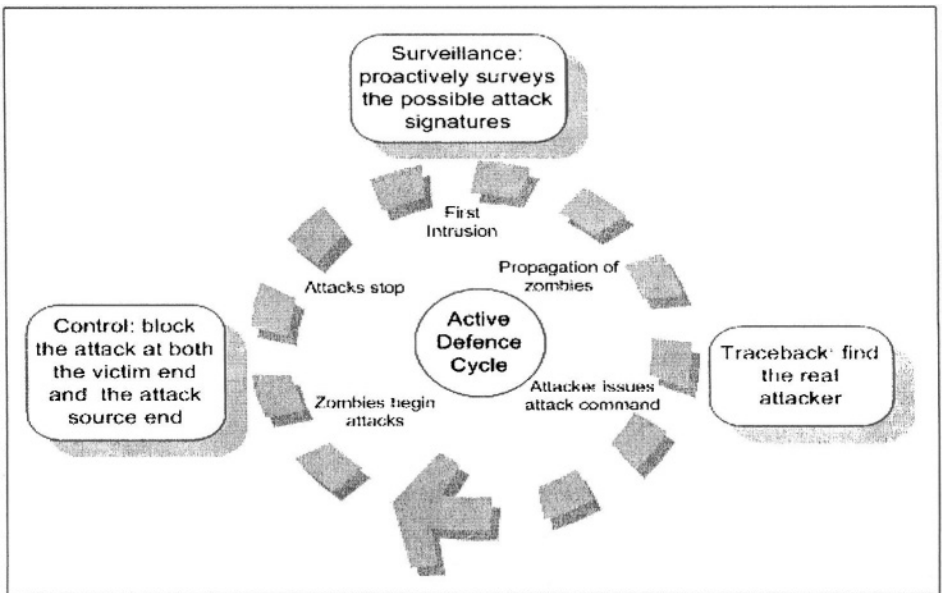 Surveillance:
proactively surveys
the possible attack
signatures
First
Intrusion
Propagation of
zombies
Attacks stop
Active
Defence
Cycle
Control: block
the attack at both
the victim end
and the attack
source end
Traceback: find
the real
attacker
Attacker issues
attack command
Zombies begin
attacks